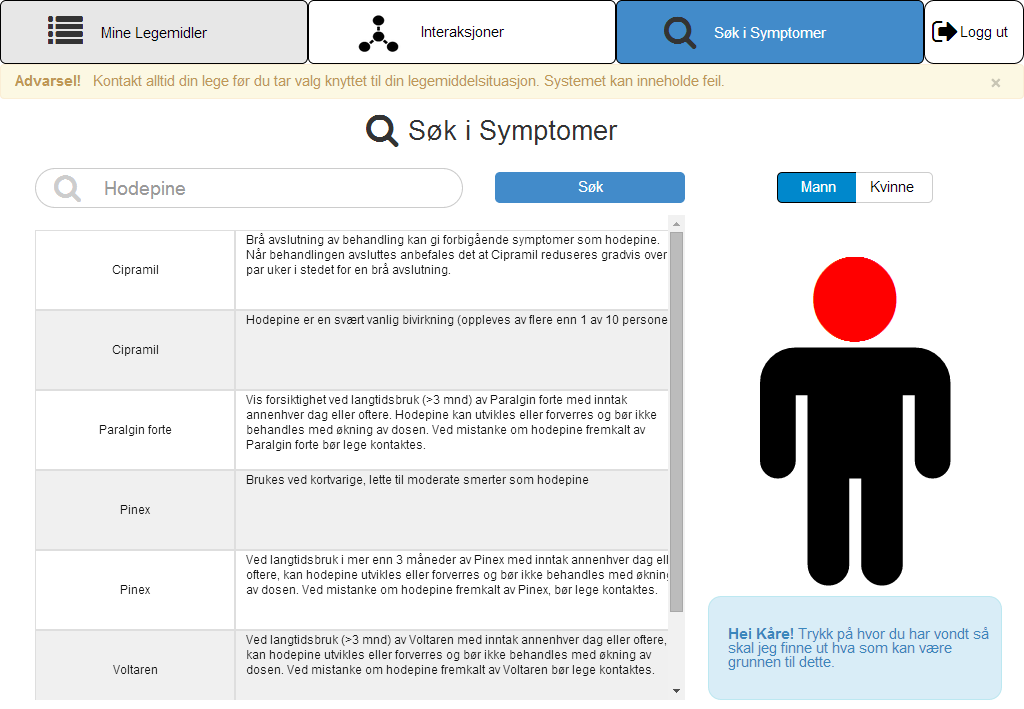 Mine Legemidler
Interaksjoner
Søk i Symptomer
Logg ut
Advarsel! Kontakt alltid din lege før du tar valg knyttet til din legemiddelsituasjon. Systemet kan inneholde feil.
×
Søk i Symptomer
Hodepine
Søk
Mann
Kvinne
Cipramil
Brå avslutning av behandling kan gi forbigående symptomer som hodepine.
Når behandlingen avsluttes anbefales det at Cipramil reduseres gradvis over
par uker i stedet for en brå avslutning.
Cipramil
Hodepine er en svært vanlig bivirkning (oppleves av flere enn 1 av 10 persone
Paralgin forte
Vis forsiktighet ved langtidsbruk (>3 mnd) av Paralgin forte med inntak
annenhver dag eller oftere. Hodepine kan utvikles eller forverres og bør ikke
behandles med økning av dosen. Ved mistanke om hodepine fremkalt av
Paralgin forte bør lege kontaktes.
Pinex
Brukes ved kortvarige, lette til moderate smerter som hodepine
Pinex
Ved langtidsbruk i mer enn 3 måneder av Pinex med inntak annenhver dag ell
oftere, kan hodepine utvikles eller forverres og bør ikke behandles med økning
av dosen. Ved mistanke om hodepine fremkalt av Pinex, bør lege kontaktes.
Voltaren
Ved langtidsbruk (>3 mnd) av Voltaren med inntak annenhver dag eller oftere,
kan hodepine utvikles eller forverres og bør ikke behandles med økning av
dosen. Ved mistanke om hodepine fremkalt av Voltaren bør lege kontaktes.
Hei Kåre! Trykk på hvor du har vondt så
skal jeg finne ut hva som kan være
grunnen til dette.